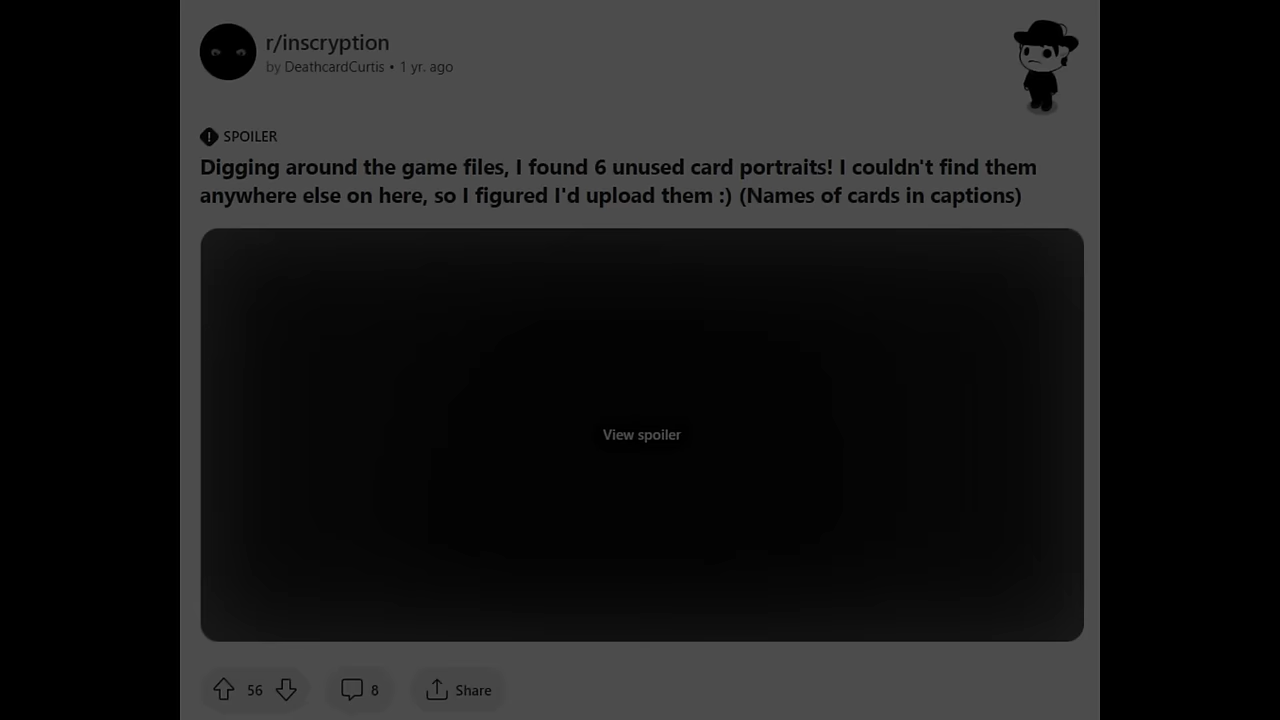 r/inscryption
by DeathcardCurtis • 1 yr. ago
SPOILER
Digging around the game files, I found 6 unused card portraits! I couldn't find them
anywhere else on here, so I figured I'd upload them :) (Names of cards in captions)
View spoiler
56 8 Share